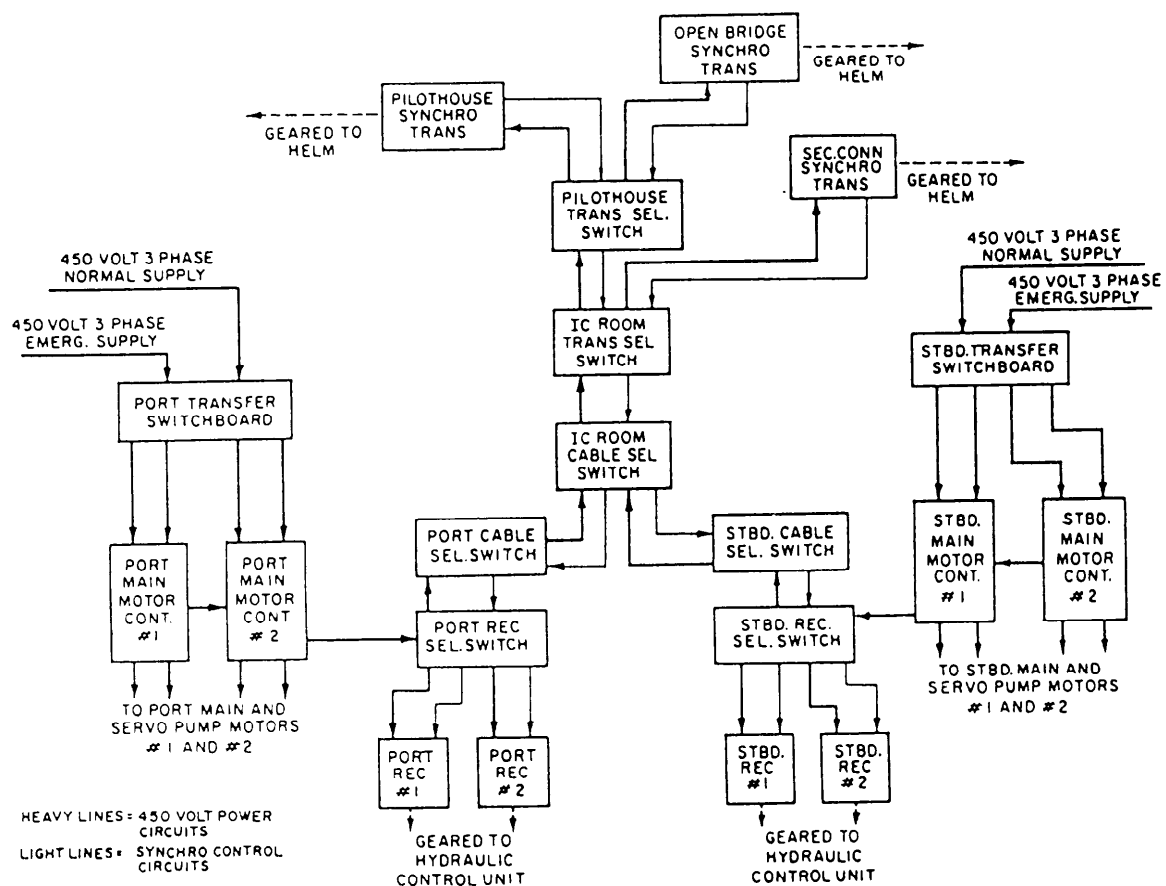 OPEN BRIDGE
SYNCHRO
TRANS
GEARED TO
HELM
PILOTHOUSE
SYNCHRO
TRANS
GEARED TO
HELM
SEC.CONN
SYNCHRO
TRANS
GEARED TO
HELM
PILOTHOUSE
TRANS SEL.
SWITCH
450 VOLT 3 PHASE
NORMAL SUPPLY
450 VOLT 3 PHASE
EMERG. SUPPLY
450 VOLT 3 PHASE
NORMAL SUPPLY
450 VOLT 3 PHASE
EMERG.SUPPLY
IC ROOM
TRANS SEL
SWITCH
STBD.TRANSFER
SWITCHBOARD
PORT TRANSFER
SWITCHBOARD
IC ROOM
CABLE SEL
SWITCH
PORT CABLE
SEL.SWITCH
STBD. CABLE
SEL. SWITCH
STBD.
MAIN
MOTOR
CONT.
#1
STBD.
MAIN
MOTOR
CONT.
#2
PORT
MAIN
MOTOR
CONT.
#1
PORT
MAIN
MOTOR
CONT
#2
PORT REC
SEL.SWITCH
STBD. REC.
SEL. SWITCH
TO PORT MAIN AND
SERVO PUMP MOTORS
#1 AND #2
TO STBD. MAIN AND
SERVO PUMP MOTORS
#1 AND #2
PORT
REC
#1
PORT
REC
#2
STBD.
REC
#1
STBD.
REC
#2
GEARED TO
HYDRAULIC
CONTROL UNIT
GEARED TO
HYDRAULIC
CONTROL UNIT
HEAVY LINES = 450 VOLT POWER
CIRCUITS
LIGHT LINES = SYNCHRO CONTROL
CIRCUITS